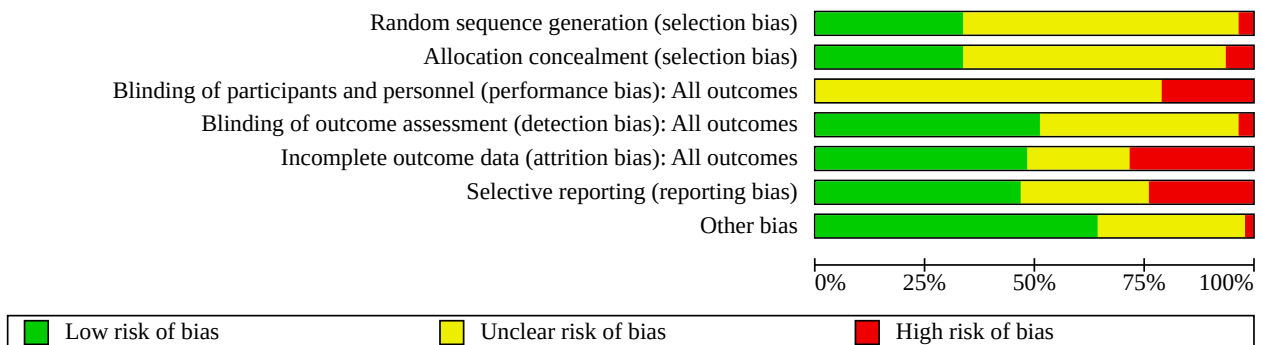 Random sequence generation (selection bias)
Allocation concealment (selection bias)
Blinding of participants and personnel (performance bias): All outcomes
Blinding of outcome assessment (detection bias): All outcomes
Incomplete outcome data (attrition bias): All outcomes
Selective reporting (reporting bias)
Other bias
0% 25% 50% 75% 100%
Low risk of bias Unclear risk of bias High risk of bias